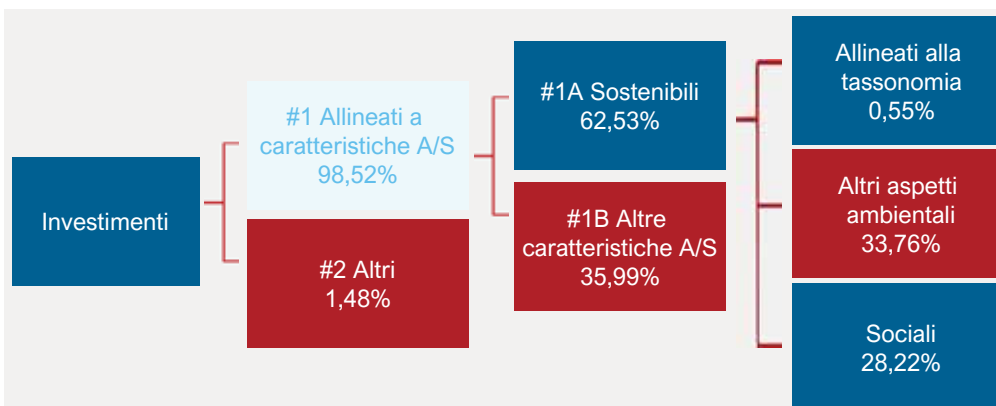 Investimenti
#1 Allineati a
caratteristiche A/S
98,52%
#2 Altri
1,48%
#1A Sostenibili
62,53%
#1B Altre
caratteristiche A/S
35,99%
Allineati alla
tassonomia
0,55%
Altri aspetti
ambientali
33,76%
Sociali
28,22%